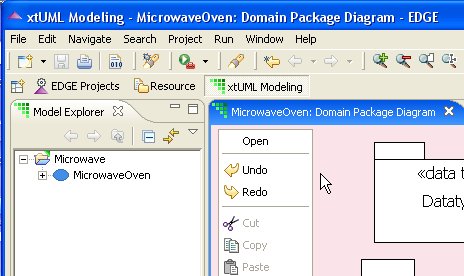 xtUML Modeling - MicrowaveOven: Domain Package Diagram - EDGE
File Edit Navigate Search Project Run Window Help
010
EDGE Projects Resource xtUML Modeling
Model Explorer
MicrowaveOven: Domain Package Diagram
Open
Microwave
«data t
Undo
MicrowaveOven
Redo
Dataty
Cut
Copy
Paste